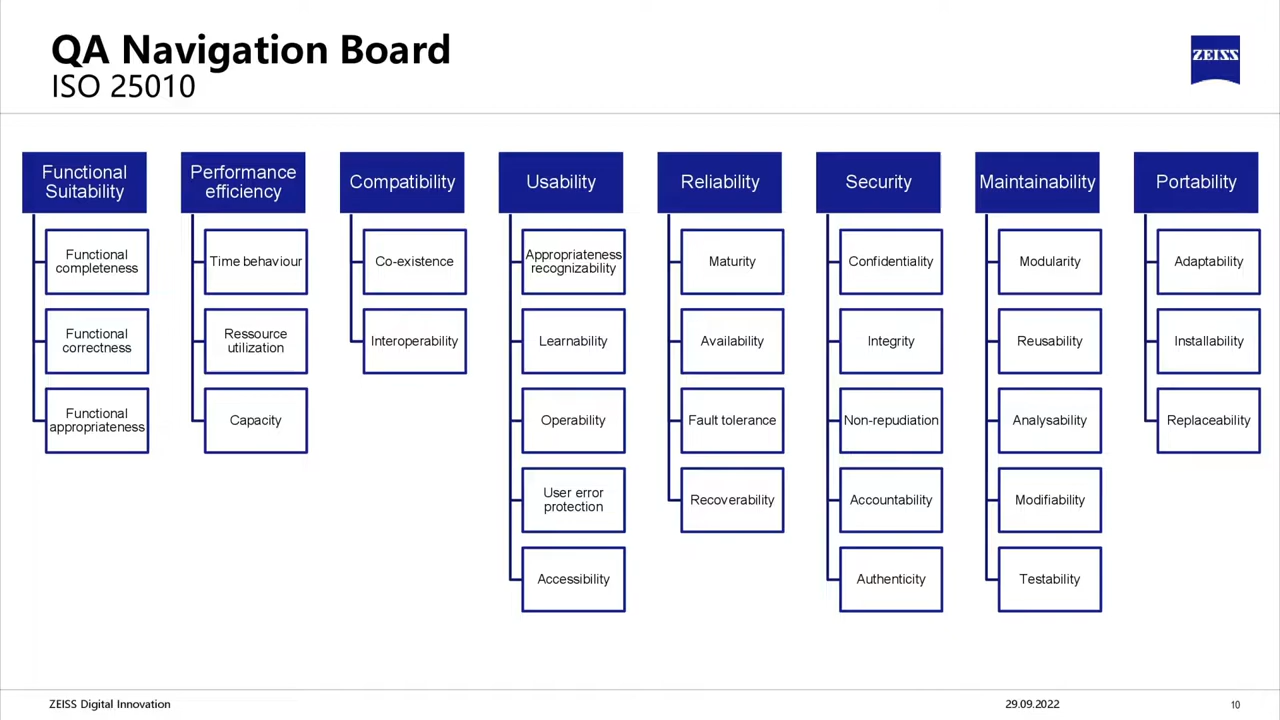 QA Navigation Board
ISO 25010
ZEISS
Functional
Suitability
Functional
completeness
Functional
correctness
Functional
appropriateness
Performance
efficiency
Time behaviour
Ressource
utilization
Capacity
Compatibility
Co-existence
Interoperability
Usability
Appropriateness
recognizability
Learnability
Operability
User error
protection
Accessibility
Reliability
Maturity
Availability
Fault tolerance
Recoverability
Security
Confidentiality
Integrity
Non-repudiation
Accountability
Authenticity
Maintainability
Modularity
Reusability
Analysability
Modifiability
Testability
Portability
Adaptability
Installability
Replaceability
ZEISS Digital Innovation
29.09.2022
10